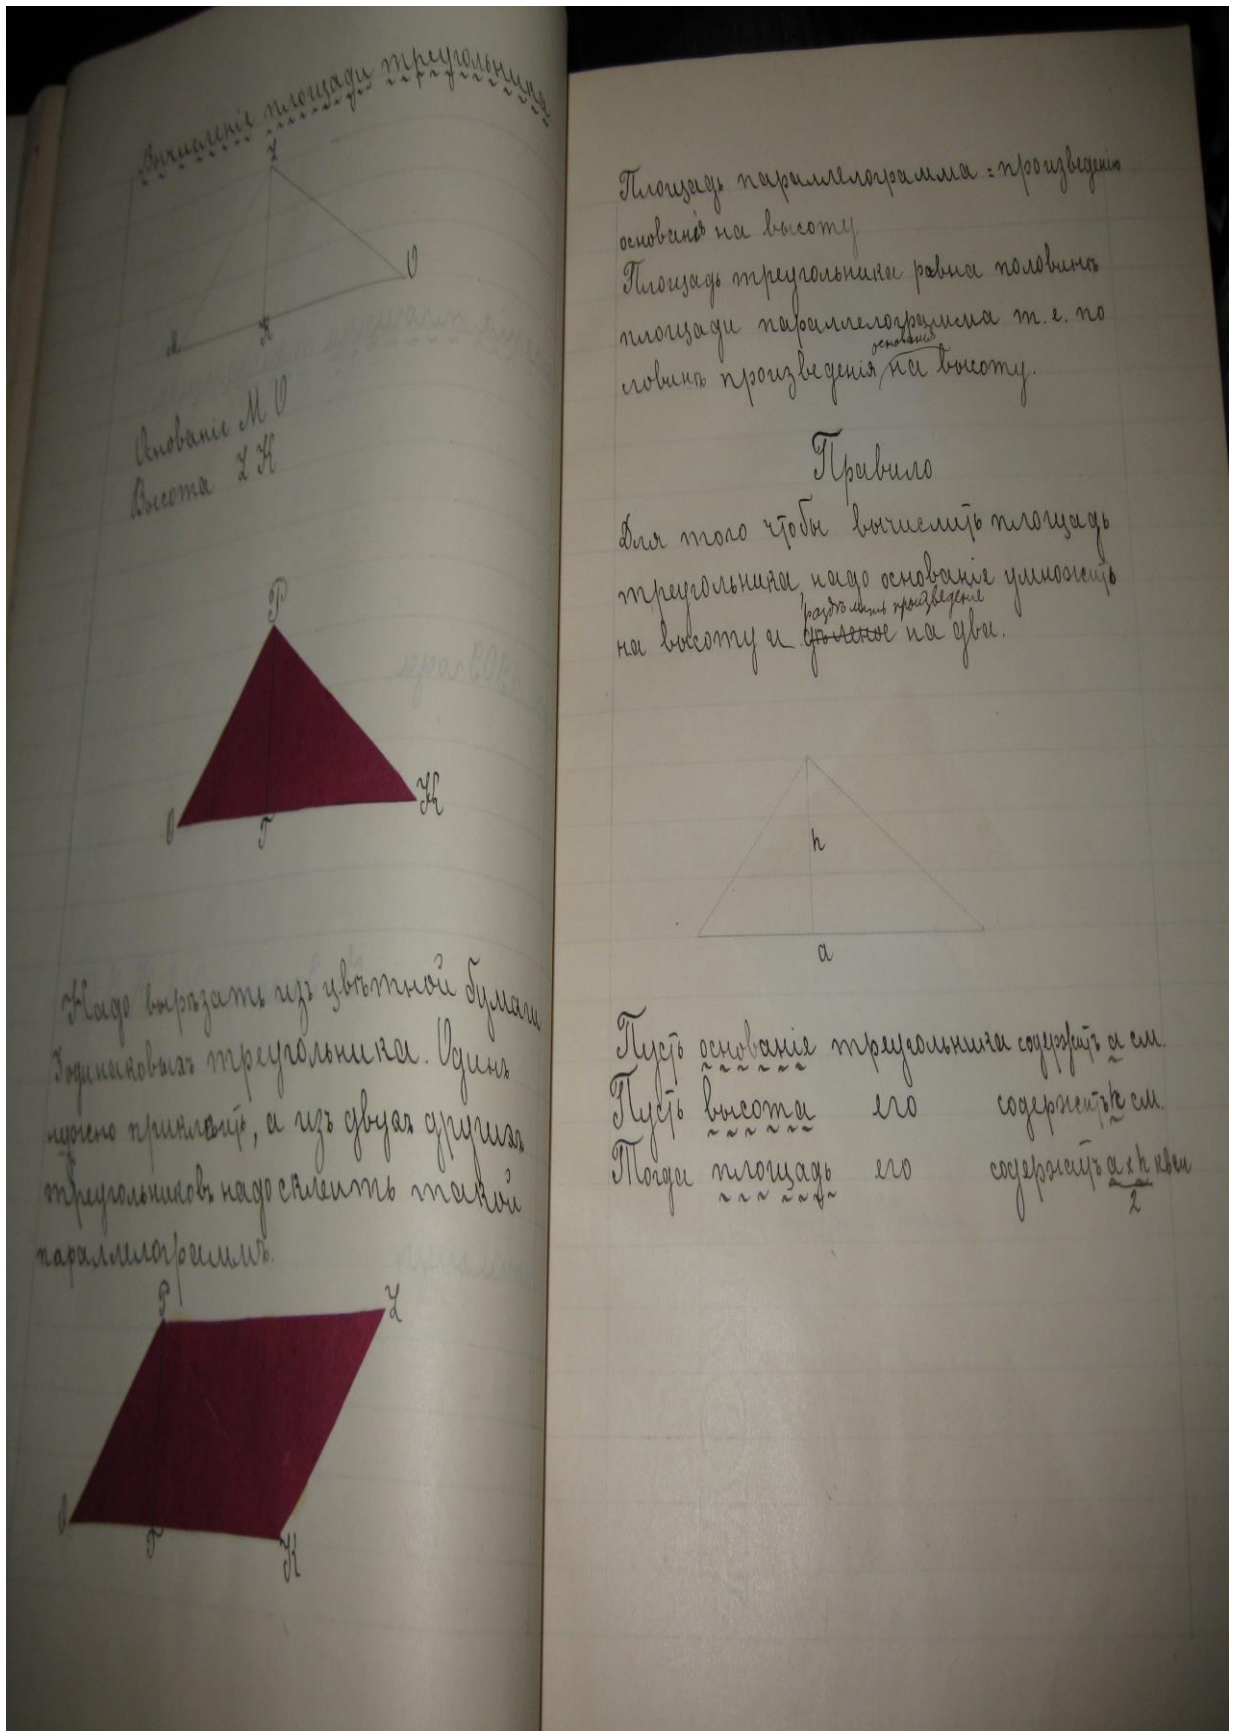 Вычисленіе площади треугольника
Z
О
М
К
Основаніе М О
Высота Z К
Р
О
Т
К
Надо вырѣзать изъ цвѣтной бумаги
3 одинаковыхъ треугольника. Одинъ
нужно приклеить, а изъ двухъ другихъ
треугольниковъ надо склеить такой
параллелограммъ.
Р
Z
О
Т
К
Площадь параллелограмма = произведенію
основанія на высоту
Площадь треугольника равна половинѣ
площади параллелограмма т. е. по
основанія
ловинѣ произведенія на высоту.
Правило
Для того чтобы вычислить площадь
треугольника, надо основаніе умножить
раздѣлить произведеніе
на высоту и дѣленое на два.
h
a
Пусть основаніе треугольника содержитъ a см.
Пусть высота его содержитъ h см.
Тогда площадь его содержитъ a x h кв см
2